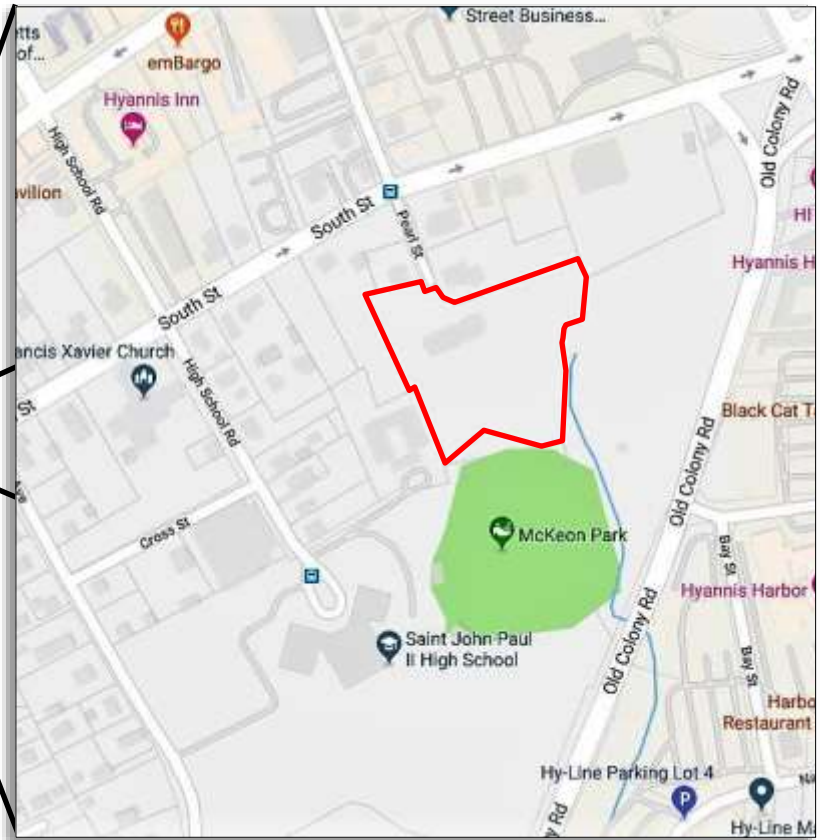 etts
of...
emBargo
Street Business...
Hyannis Inn
High School Rd
vilion
South St
Pearl St
Old Colony Rd
HI
Hyannis H
South St
ancis Xavier Church
High School Rd
St
Black Cat T
Ave
Old Colony Rd
Cross St
McKeon Park
Bay St
Hyannis Harbor
Saint John Paul
II High School
Old Colony Rd
Bay St
Harbo
Restaurant
Hy-Line Parking Lot 4
P
y Rd
Hy-Line Ma